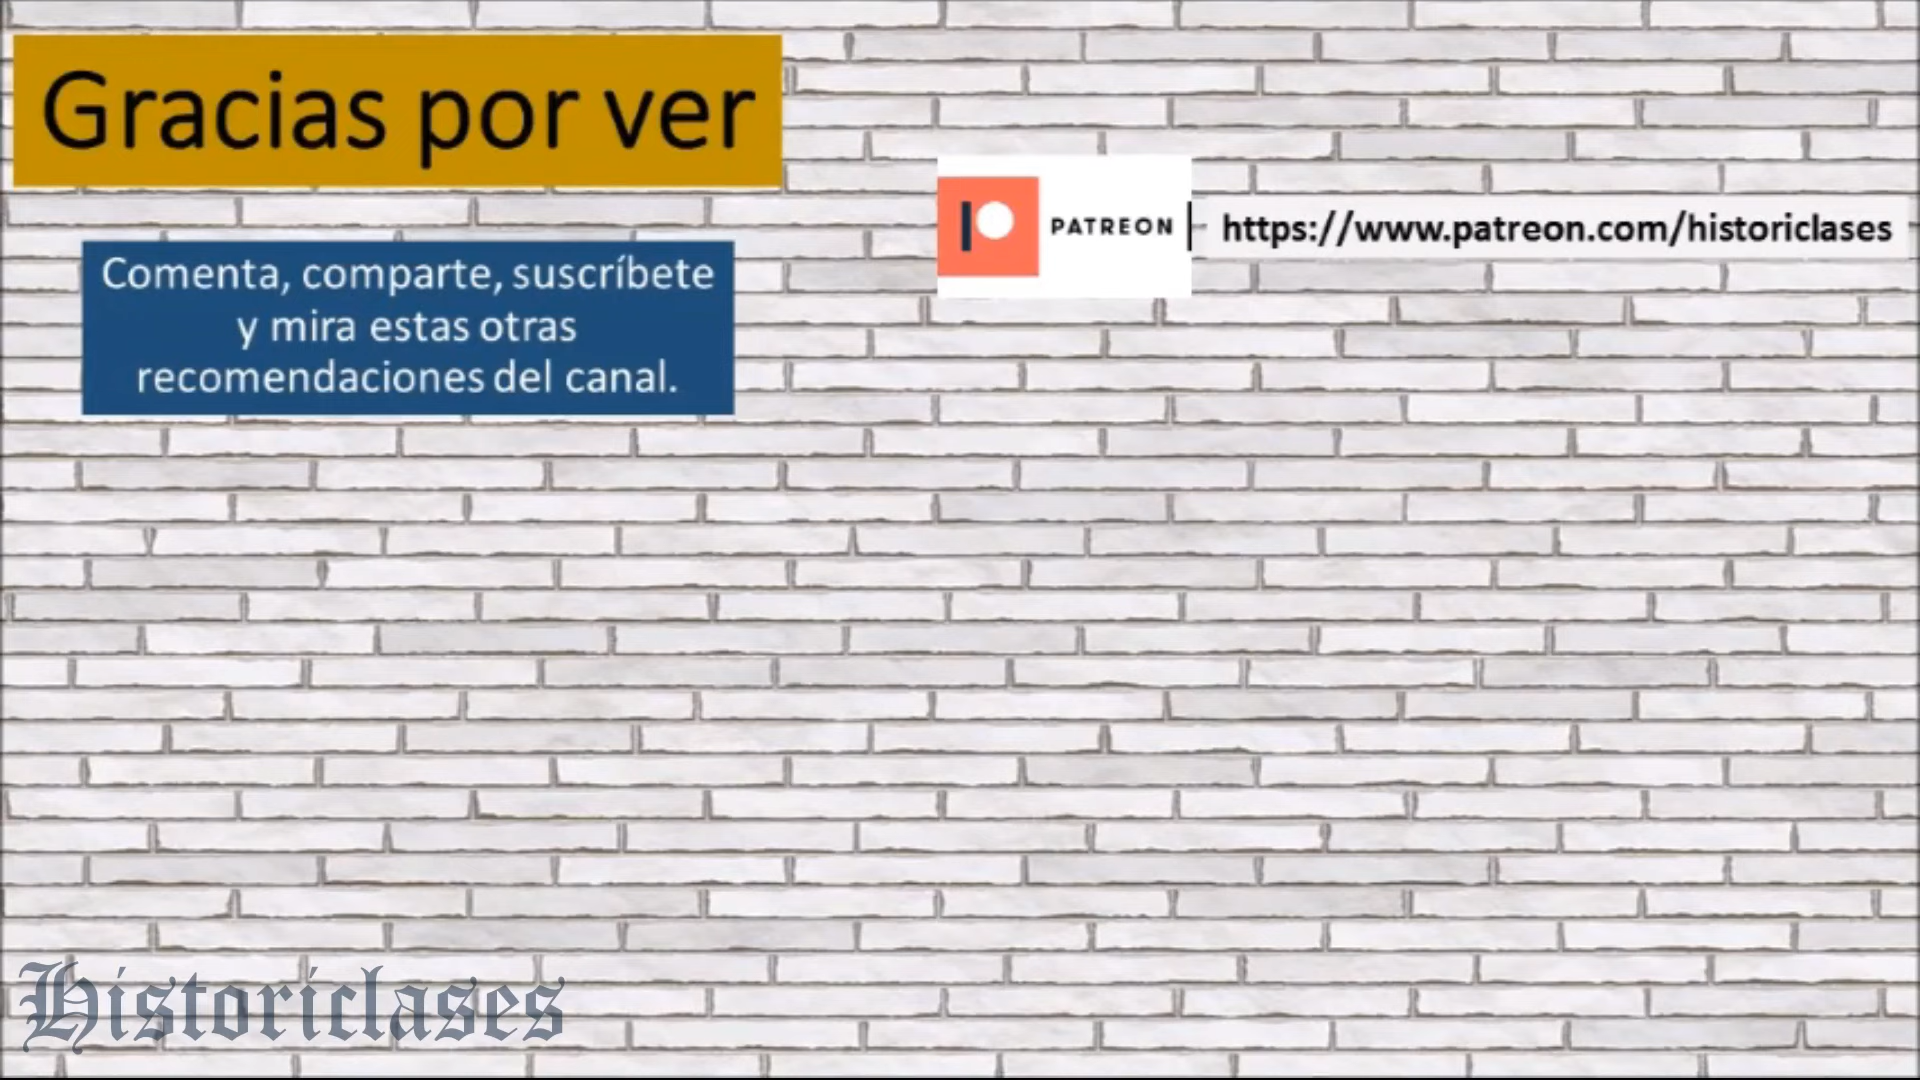 Gracias por ver
Comenta, comparte, suscríbete
y mira estas otras
recomendaciones del canal.
PATREON
https://www.patreon.com/historiclases
Historiclases